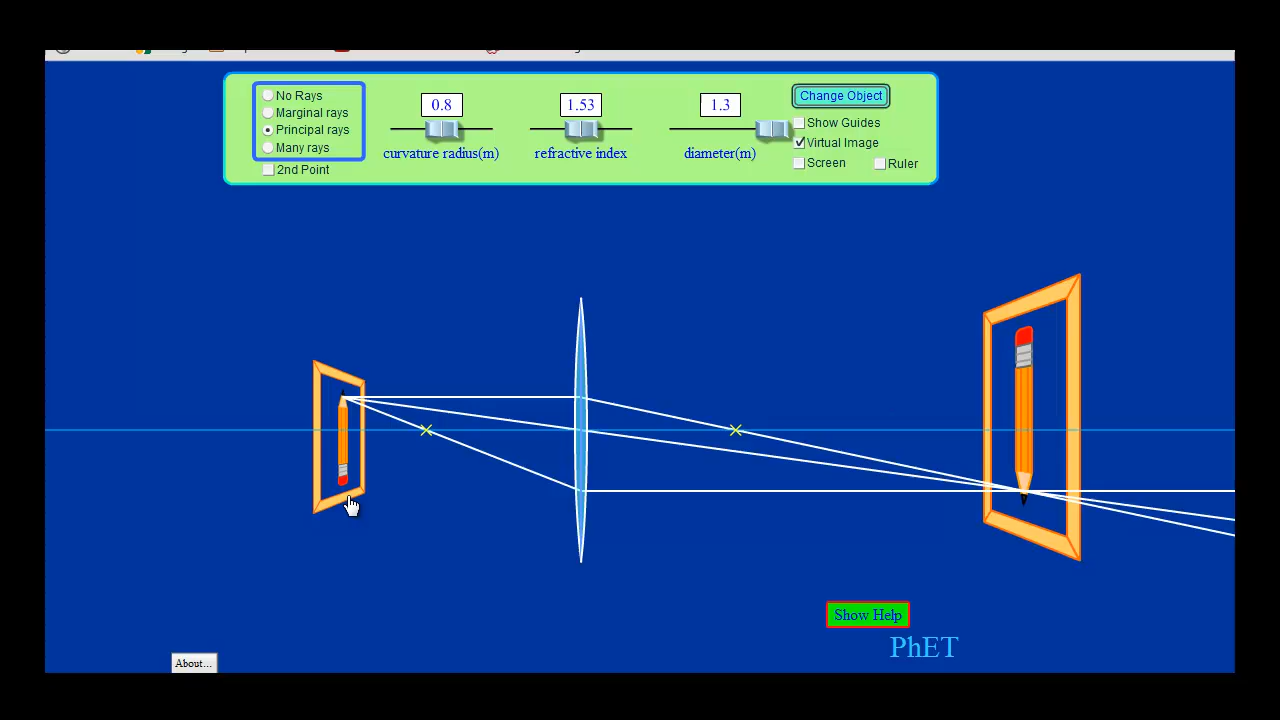 No Rays
Marginal rays
Principal rays
Many rays
2nd Point
0.8
curvature radius(m)
1.53
refractive index
1.3
diameter(m)
Change Object
Show Guides
Virtual Image
Screen
Ruler
Show Help
PhET
About...